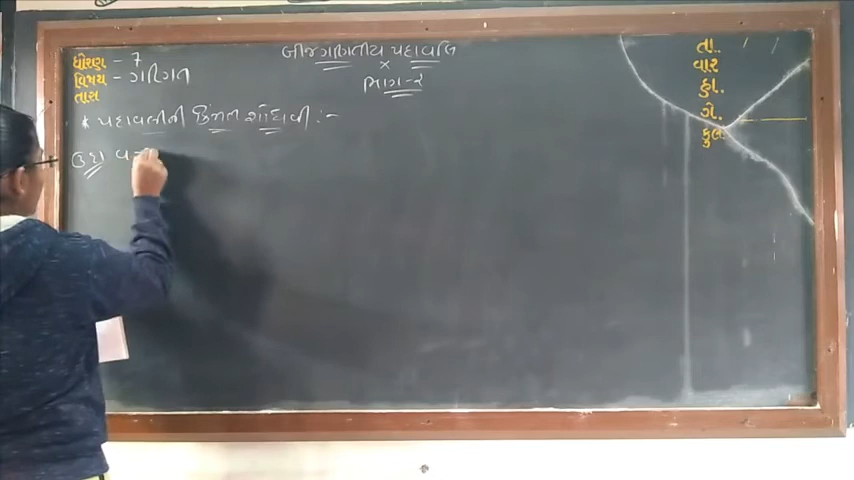 બીજગણિતીય પદાવલિ
×
ભાગ-૨
ધોરણ - 7
વિષય - ગણિત
તાસ
* પદાવલીની કિંમત શોધવી :-
ઉદા
તા.. / /
વાર
હા..
ગે..
કુલ